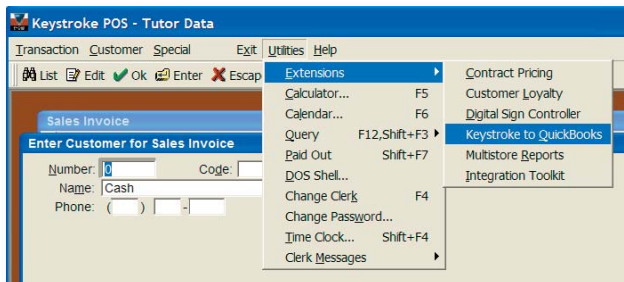 Keystroke POS - Tutor Data
Transaction Customer Special Exit Utilities Help
List Edit Ok Enter Escap
Sales Invoice
Enter Customer for Sales Invoice
Number: 0 Code:
Name: Cash
Phone: ( ) -
Extensions
Calculator... F5
Calendar... F6
Query F12,Shift+F3
Paid Out Shift+F7
DOS Shell...
Change Clerk F4
Change Password...
Time Clock... Shift+F4
Clerk Messages
Contract Pricing
Customer Loyalty
Digital Sign Controller
Keystroke to QuickBooks
Multistore Reports
Integration Toolkit